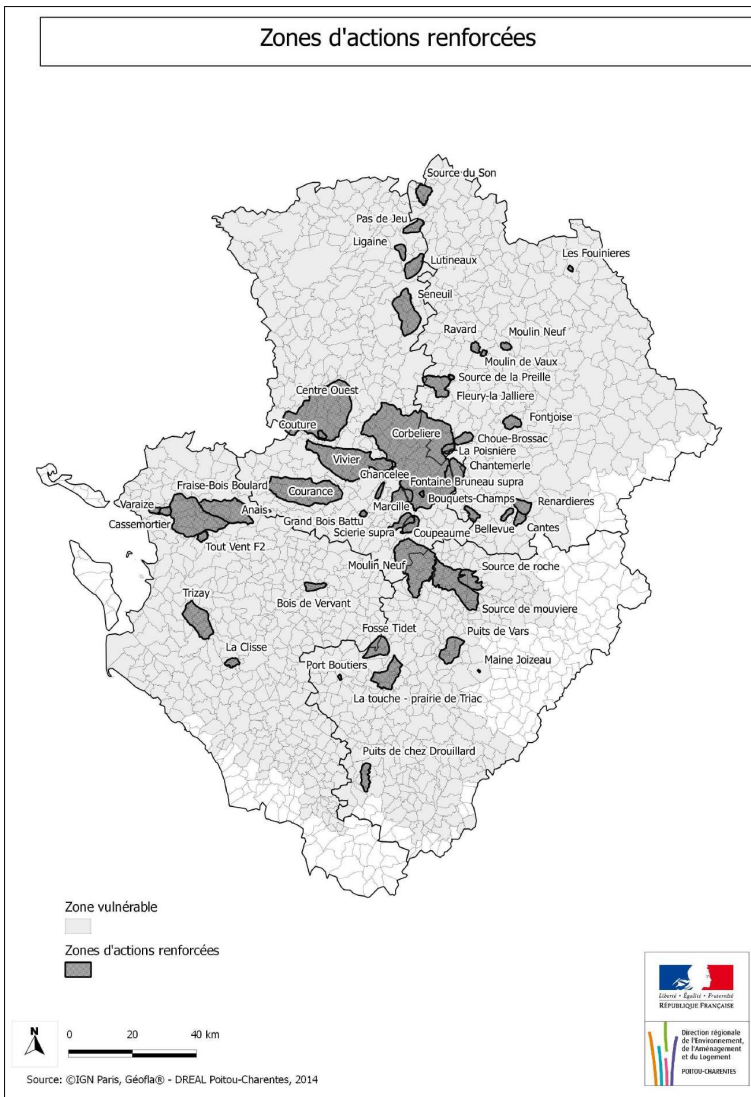 Zones d'actions renforcées
Source du Son
Pas de Jeu
Ligaine
Lutineaux
Les Fouinieres
Seneuil
Ravard
Moulin Neuf
Moulin de Vaux
Source de la Preille
Fleury-la Jalliere
Centre Ouest
Couture
Corbeliere
Fontjoise
Choue-Brossac
La Poisniere
Vivier
Chantemerle
Chancelee
Fontaine Bruneau supra
Fraise-Bois Boulard
Courance
Bouquets-Champs
Marcille
Renardieres
Varaize
Anais
Cassemortier
Grand Bois Battu
Bellevue
Cantes
Scierie supra
Coupeaume
Tout Vent F2
Moulin Neuf
Source de roche
Trizay
Bois de Vervant
Source de mouviere
Fosse Tidet
Puits de Vars
La Clisse
Port Boutiers
Maine Joizeau
La touche - prairie de Triac
Puits de chez Drouillard
Zone vulnérable
Zones d'actions renforcées
N
0 20 40 km
Source: ©IGN Paris, Géofla® - DREAL Poitou-Charentes, 2014
Liberté • Égalité • Fraternité
RÉPUBLIQUE FRANÇAISE
Direction régionale
de l'Environnement,
de l'Aménagement
et du Logement
POITOU-CHARENTES